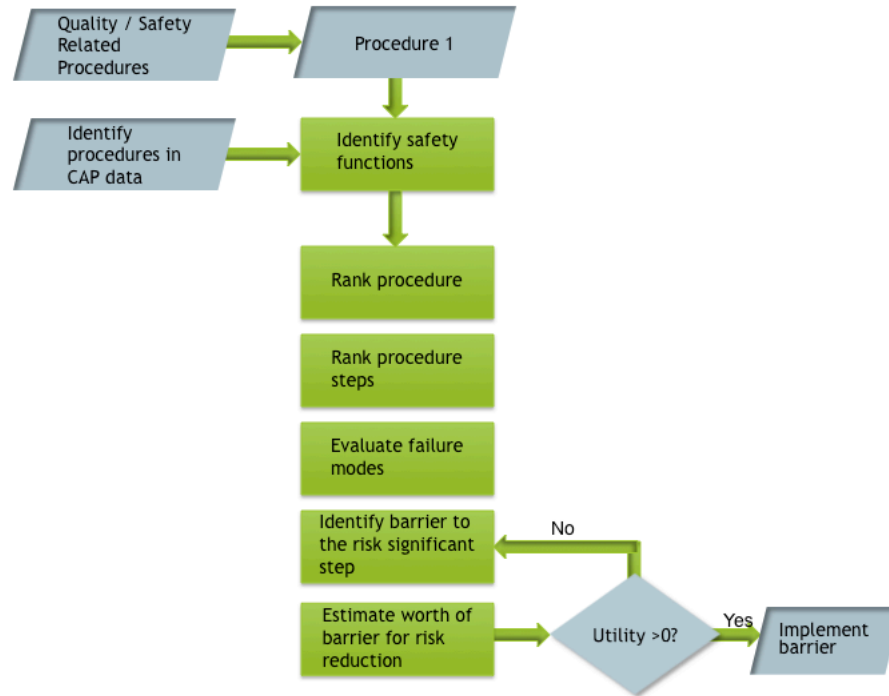 Quality / Safety
Related
Procedures
Procedure 1
Identify
procedures in
CAP data
Identify safety
functions
Rank procedure
Rank procedure
steps
Evaluate failure
modes
Identify barrier to
the risk significant
step
No
Estimate worth of
barrier for risk
reduction
Utility >0?
Yes
Implement
barrier